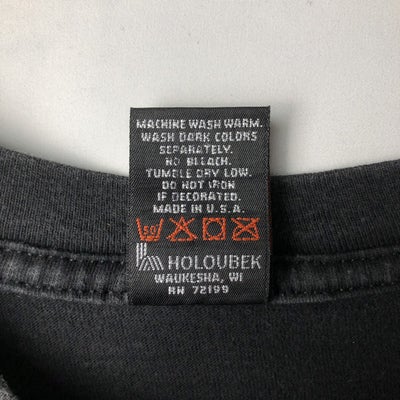 MACHINE WASH WARM.
WASH DARK COLORS
SEPARATELY.
NO BLEACH.
TUMBLE DRY LOW.
DO NOT IRON
IF DECORATED.
MADE IN U.S.A.
50
HOLOUBEK
WAUKESHA, WI
RN 72199